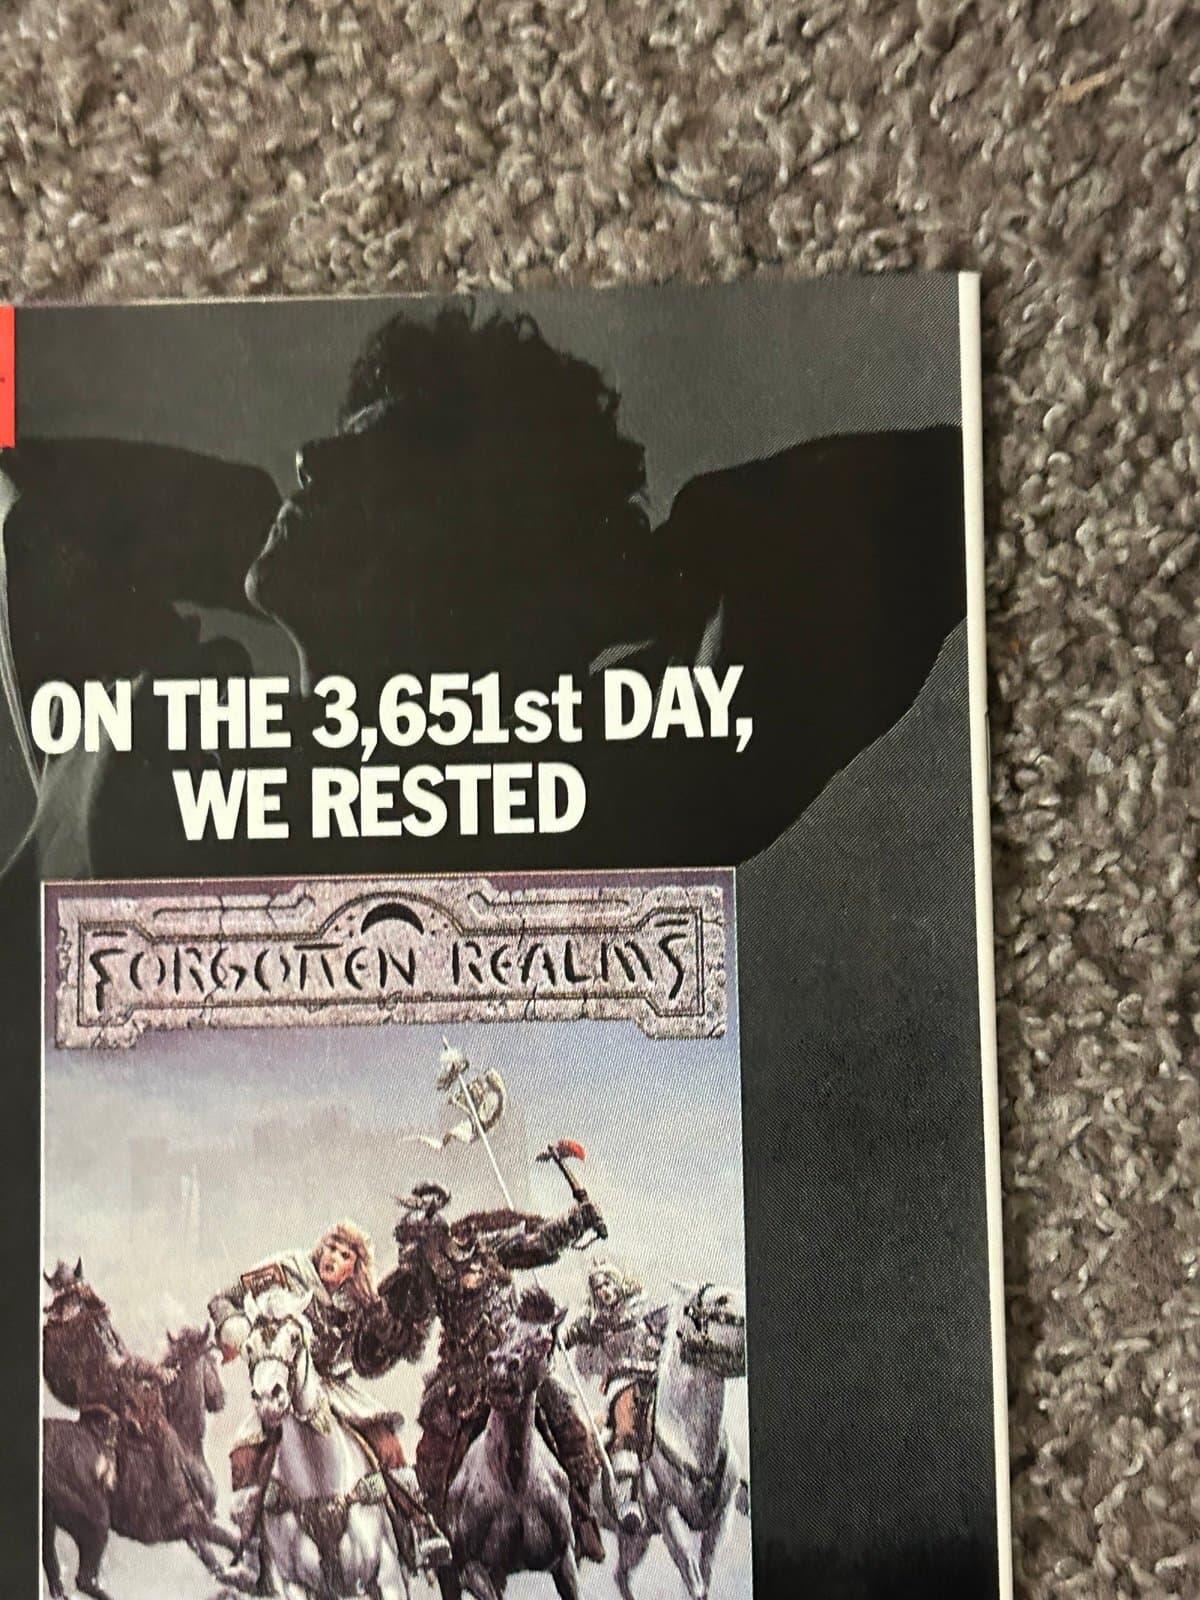 ON THE 3,651st DAY,
WE RESTED
FORGOTTEN REALMS